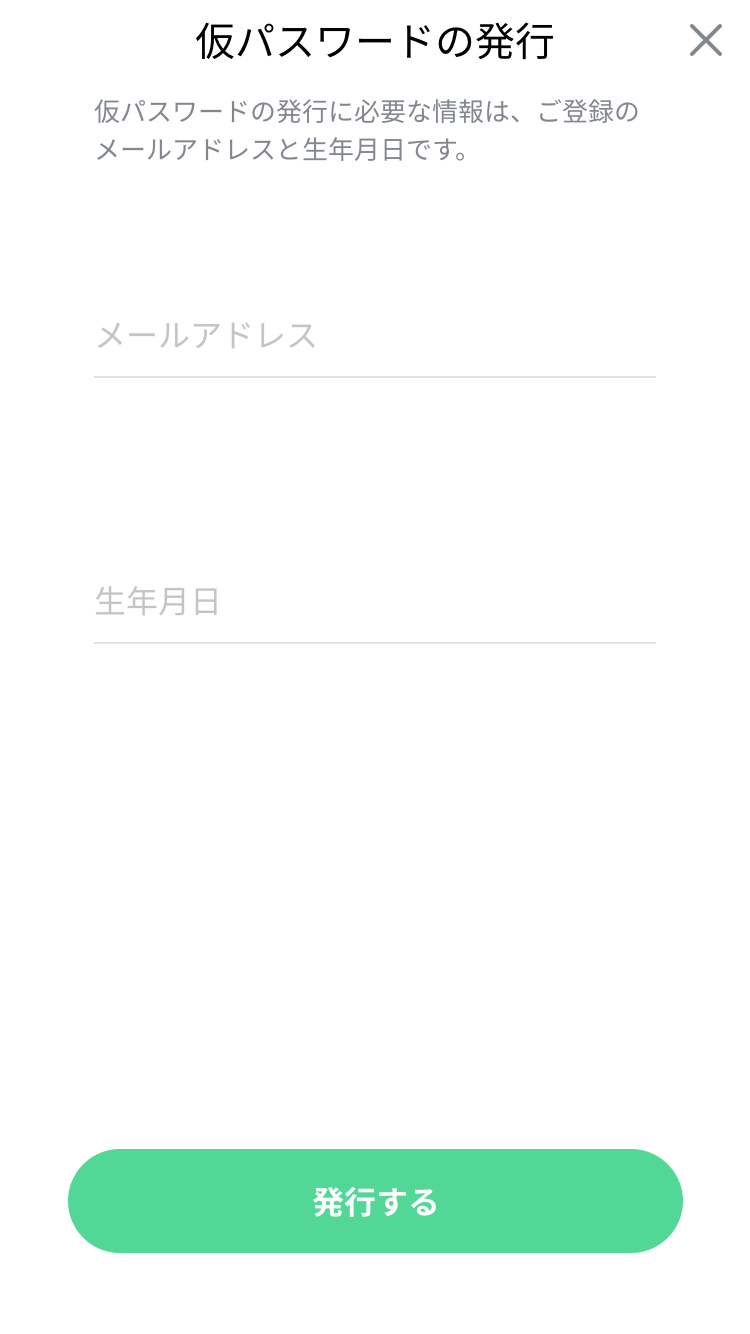 仮パスワードの発行
仮パスワードの発行に必要な情報は、ご登録の
メールアドレスと生年月日です。
メールアドレス
生年月日
発行する